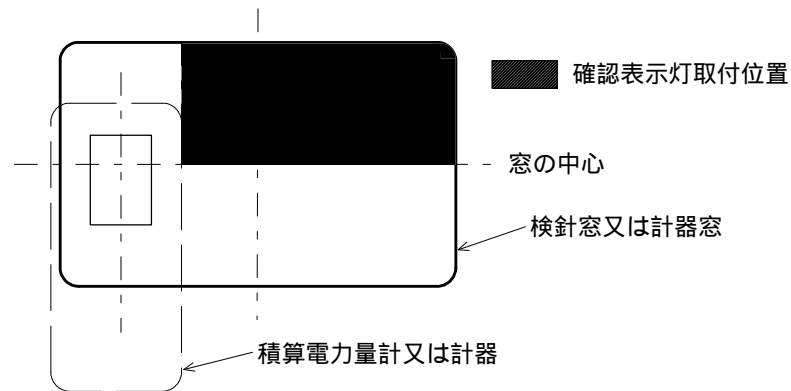 確認表示灯取付位置
窓の中心
検針窓又は計器窓
積算電力量計又は計器